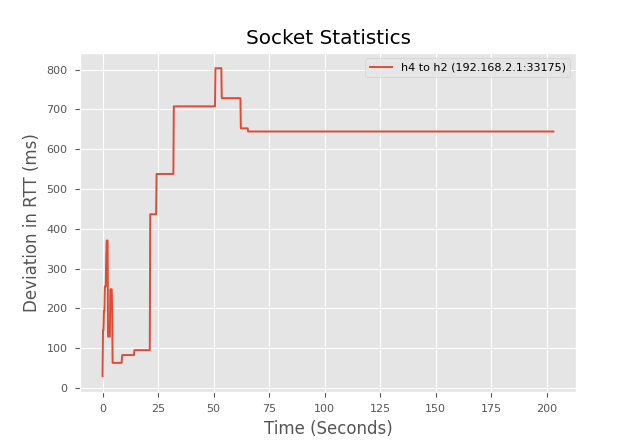 Socket Statistics
h4 to h2 (192.168.2.1:33175)
Deviation in RTT (ms)
800
700
600
500
400
300
200
100
0
0 25 50 75 100 125 150 175 200
Time (Seconds)